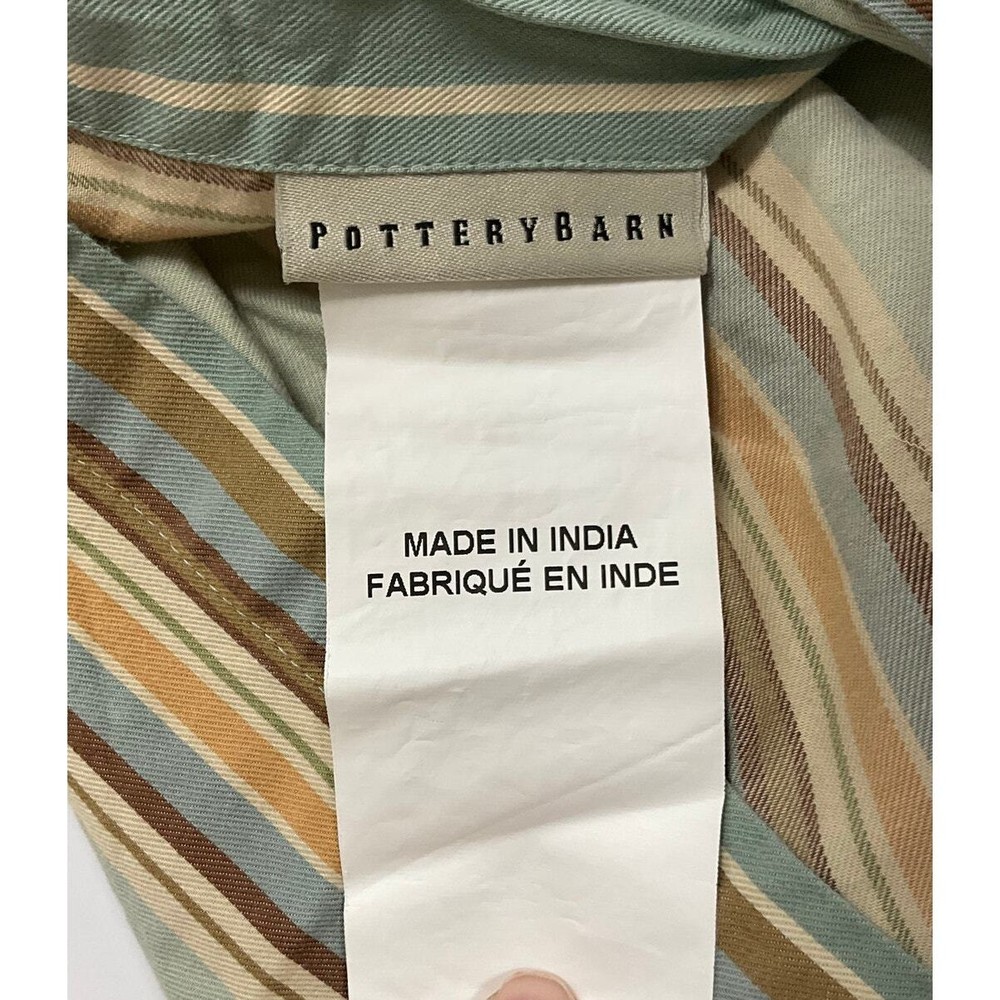 POTTERYBARN
MADE IN INDIA
FABRIQUÉ EN INDE